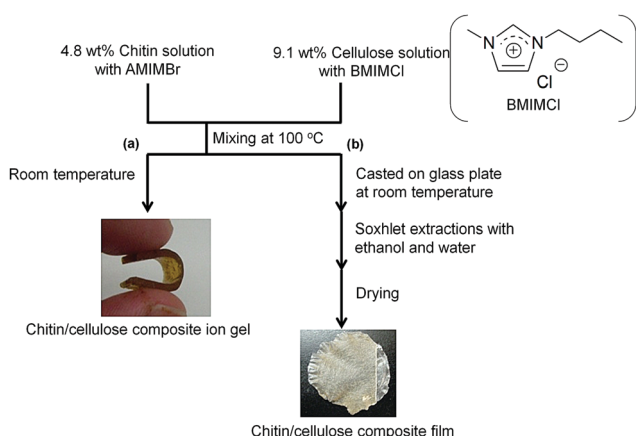 4.8 wt% Chitin solution
with AMIMBr
9.1 wt% Cellulose solution
with BMIMCl
N
N
+
Cl −
BMIMCl
(a)
Mixing at 100 °C
(b)
Room temperature
Casted on glass plate
at room temperature
Soxhlet extractions with
ethanol and water
Drying
Chitin/cellulose composite ion gel
Chitin/cellulose composite film